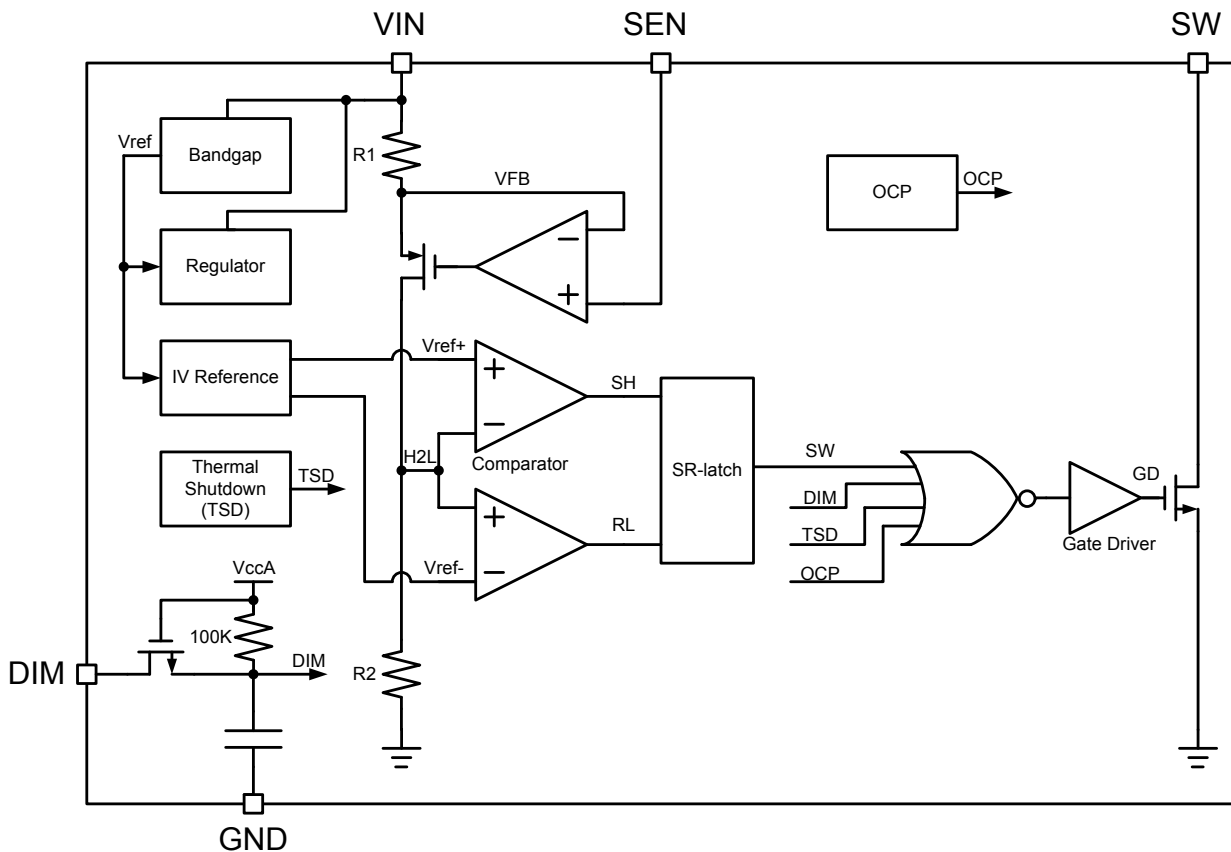 VIN
SEN
SW
Vref
Bandgap
R1
VFB
OCP
OCP
Regulator
−
+
IV Reference
Vref+
+
−
SH
H2L
Comparator
SR-latch
Thermal
Shutdown
(TSD)
TSD
SW
DIM
TSD
OCP
GD
Gate Driver
+
−
RL
Vref-
VccA
100K
DIM
DIM
R2
GND